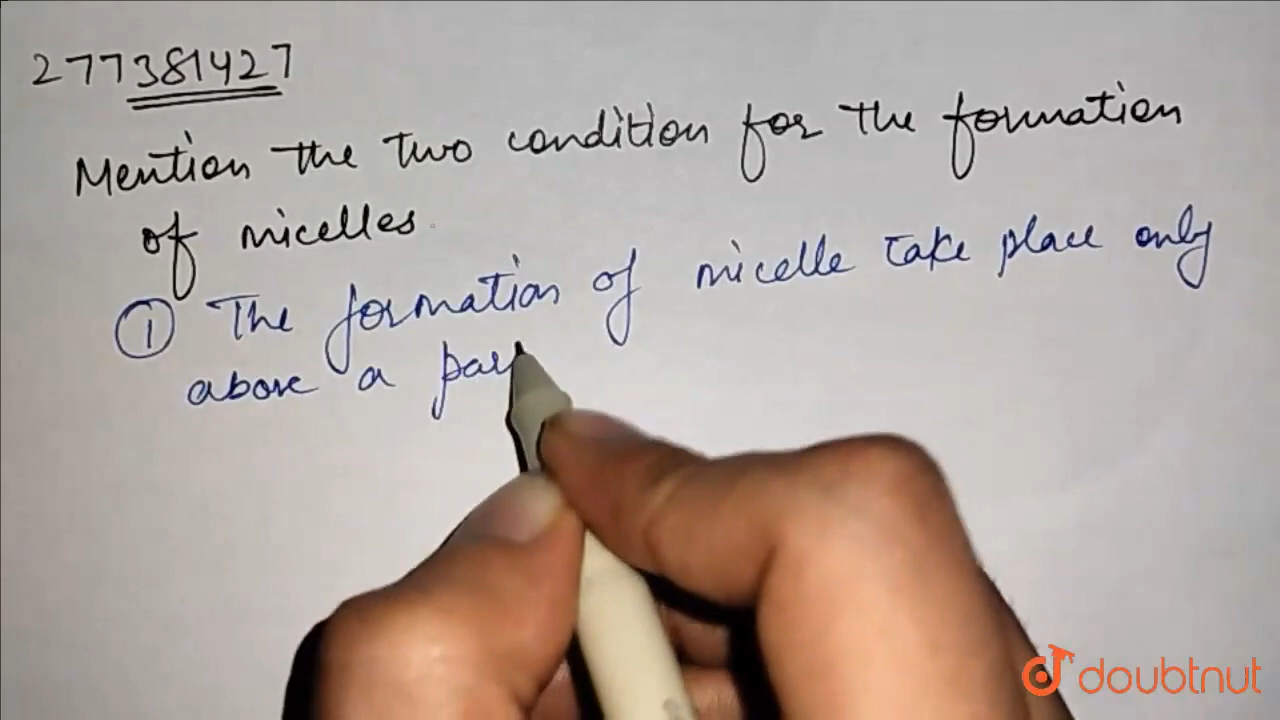 277381427
Mention the two condition for the formation
of micelles.
① The formation of micelle take place only
above a par
doubtnut